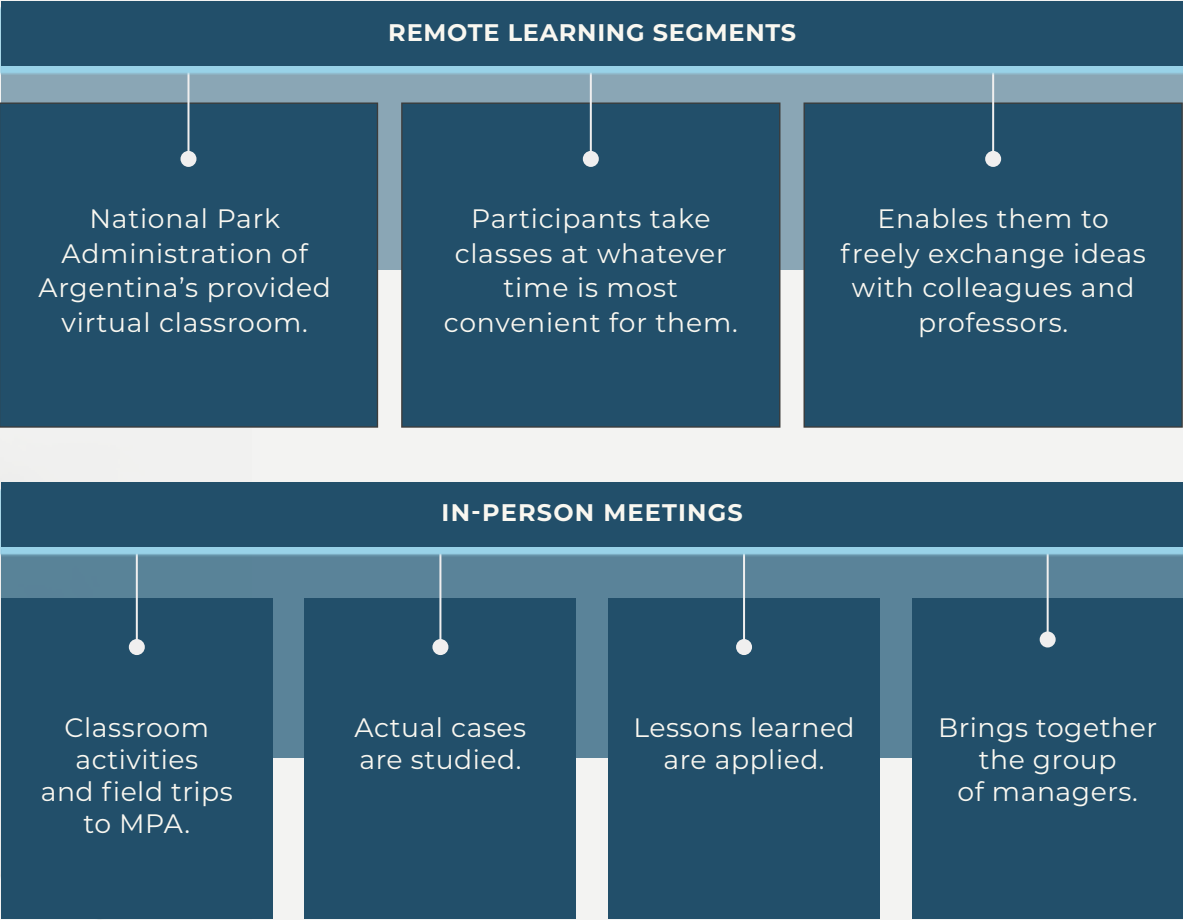 REMOTE LEARNING SEGMENTS
National Park
Administration of
Argentina’s provided
virtual classroom.
Participants take
classes at whatever
time is most
convenient for them.
Enables them to
freely exchange ideas
with colleagues and
professors.
IN-PERSON MEETINGS
Classroom
activities
and field trips
to MPA.
Actual cases
are studied.
Lessons learned
are applied.
Brings together
the group
of managers.